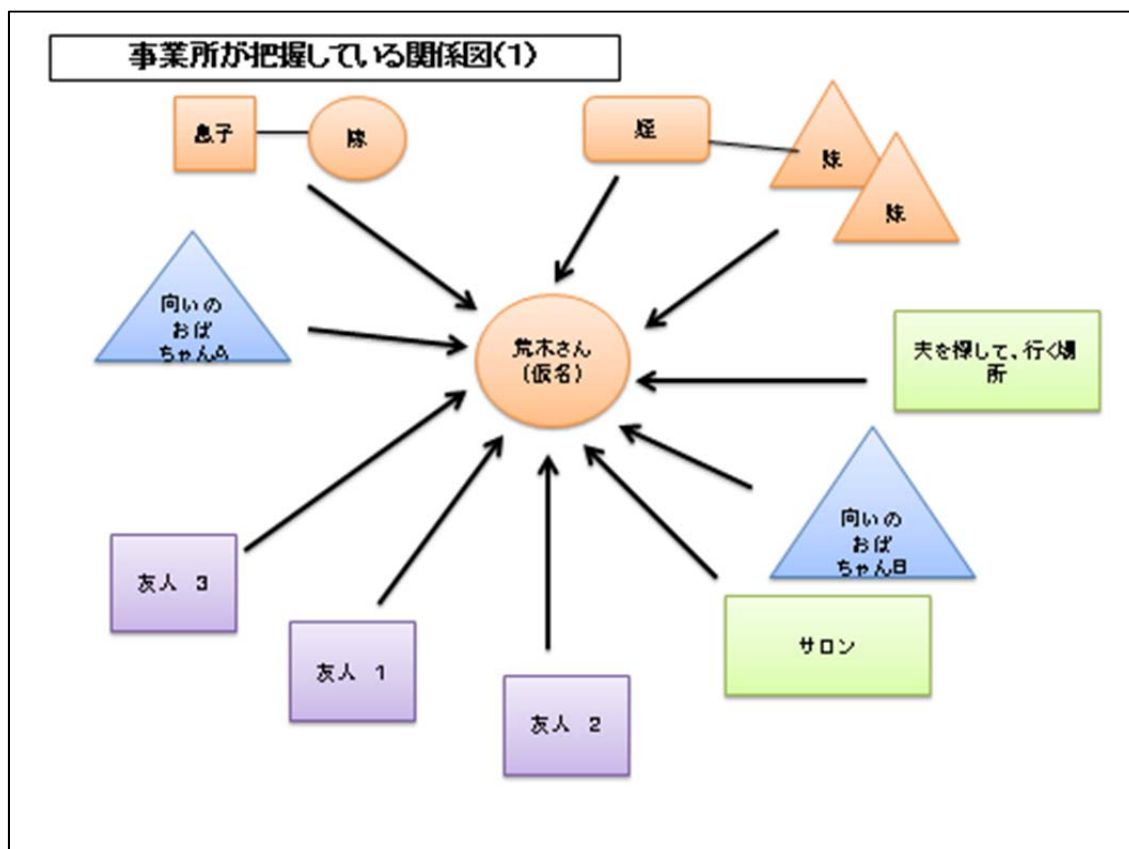 事業所が把握している関係図(1)
息子
嫁
姪
妹
妹
向いの
おば
ちゃんA
荒木さん
(仮名)
夫を探して、行く場
所
向いの
おば
ちゃんB
友人 3
友人 1
友人 2
サロン